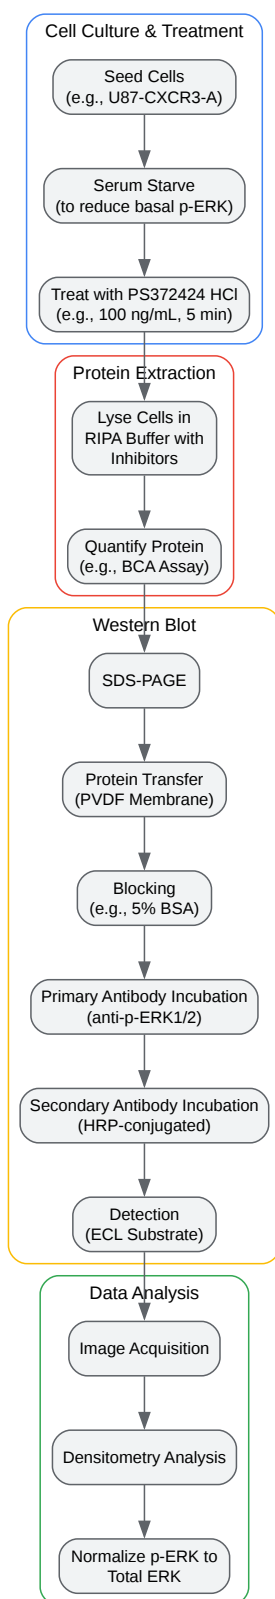 Cell Culture & Treatment
Seed Cells
(e.g., U87-CXCR3-A)
Serum Starve
(to reduce basal p-ERK)
Treat with PS372424 HCl
(e.g., 100 ng/mL, 5 min)
Protein Extraction
Lyse Cells in
RIPA Buffer with
Inhibitors
Quantify Protein
(e.g., BCA Assay)
Western Blot
SDS-PAGE
Protein Transfer
(PVDF Membrane)
Blocking
(e.g., 5% BSA)
Primary Antibody Incubation
(anti-p-ERK1/2)
Secondary Antibody Incubation
(HRP-conjugated)
Detection
(ECL Substrate)
Data Analysis
Image Acquisition
Densitometry Analysis
Normalize p-ERK to
Total ERK